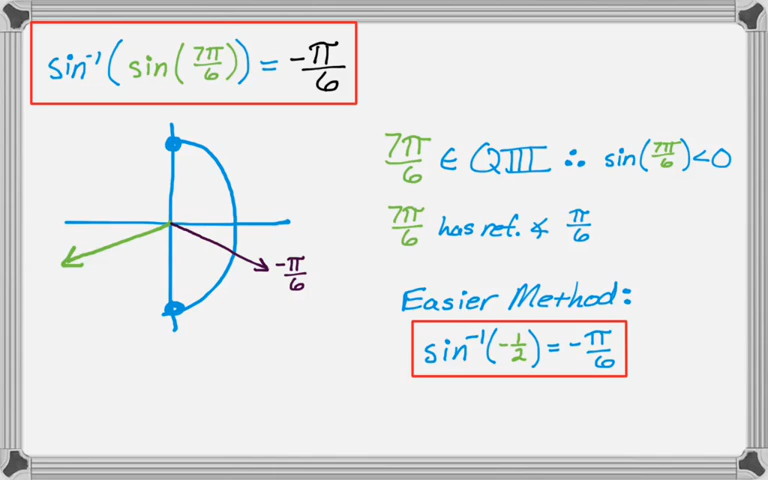 sin⁻¹(sin(7π/6)) = -π/6
7π/6 ∈ QIII ∴ sin(7π/6) < 0
7π/6 has ref. ∡ π/6
-π/6
Easier Method:
sin⁻¹(-1/2) = -π/6